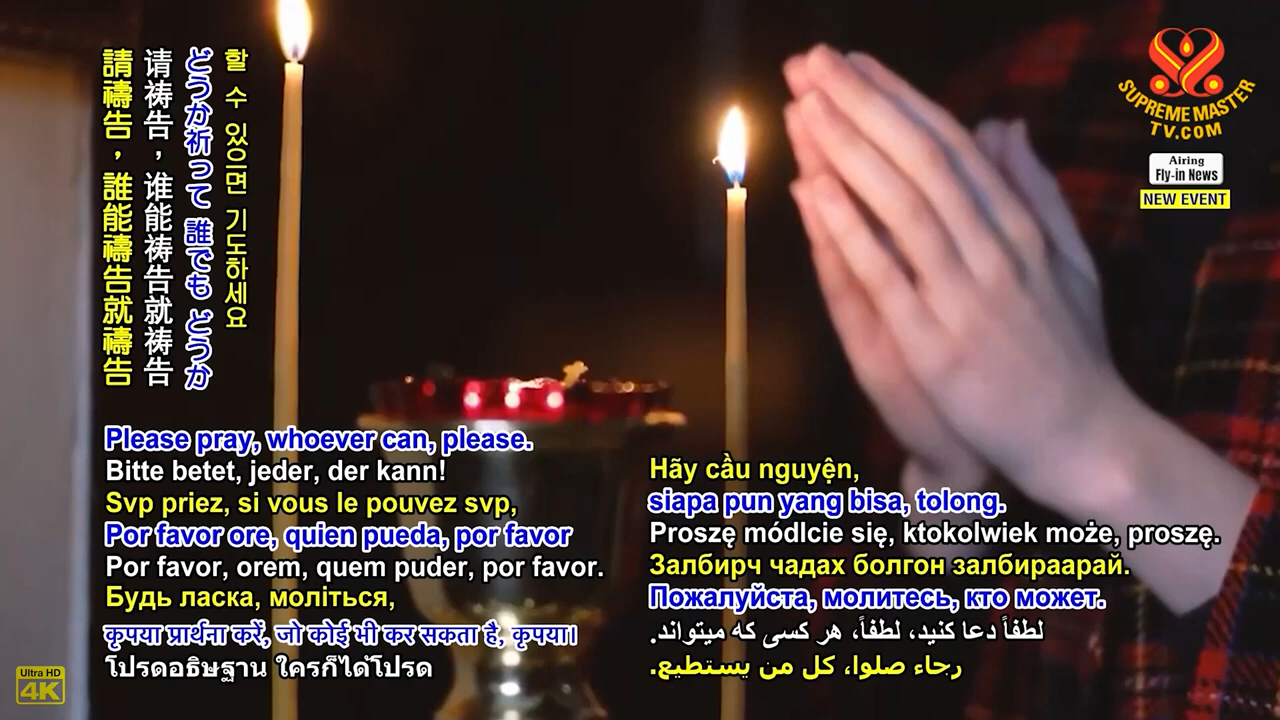 請禱告，誰能禱告就禱告
请祷告，谁能祷告就祷告
どうか祈って 誰でも どうか
할 수 있으면 기도하세요
SUPREME MASTER
TV.COM
Airing
Fly-in News
NEW EVENT
Please pray, whoever can, please.
Bitte betet, jeder, der kann!
Svp priez, si vous le pouvez svp,
Por favor ore, quien pueda, por favor
Por favor, orem, quem puder, por favor.
Будь ласка, моліться,
कृपया प्रार्थना करें, जो कोई भी कर सकता है, कृपया।
โปรดอธิษฐาน ใครก็ได้โปรด
Hãy cầu nguyện,
siapa pun yang bisa, tolong.
Proszę módlcie się, ktokolwiek może, proszę.
Залбирч чадах болгон залбираарай.
Пожалуйста, молитесь, кто может.
لطفاً دعا کنید، لطفاً، هر کسی که میتواند.
رجاء صلوا، كل من يستطيع.
Ultra HD
4K